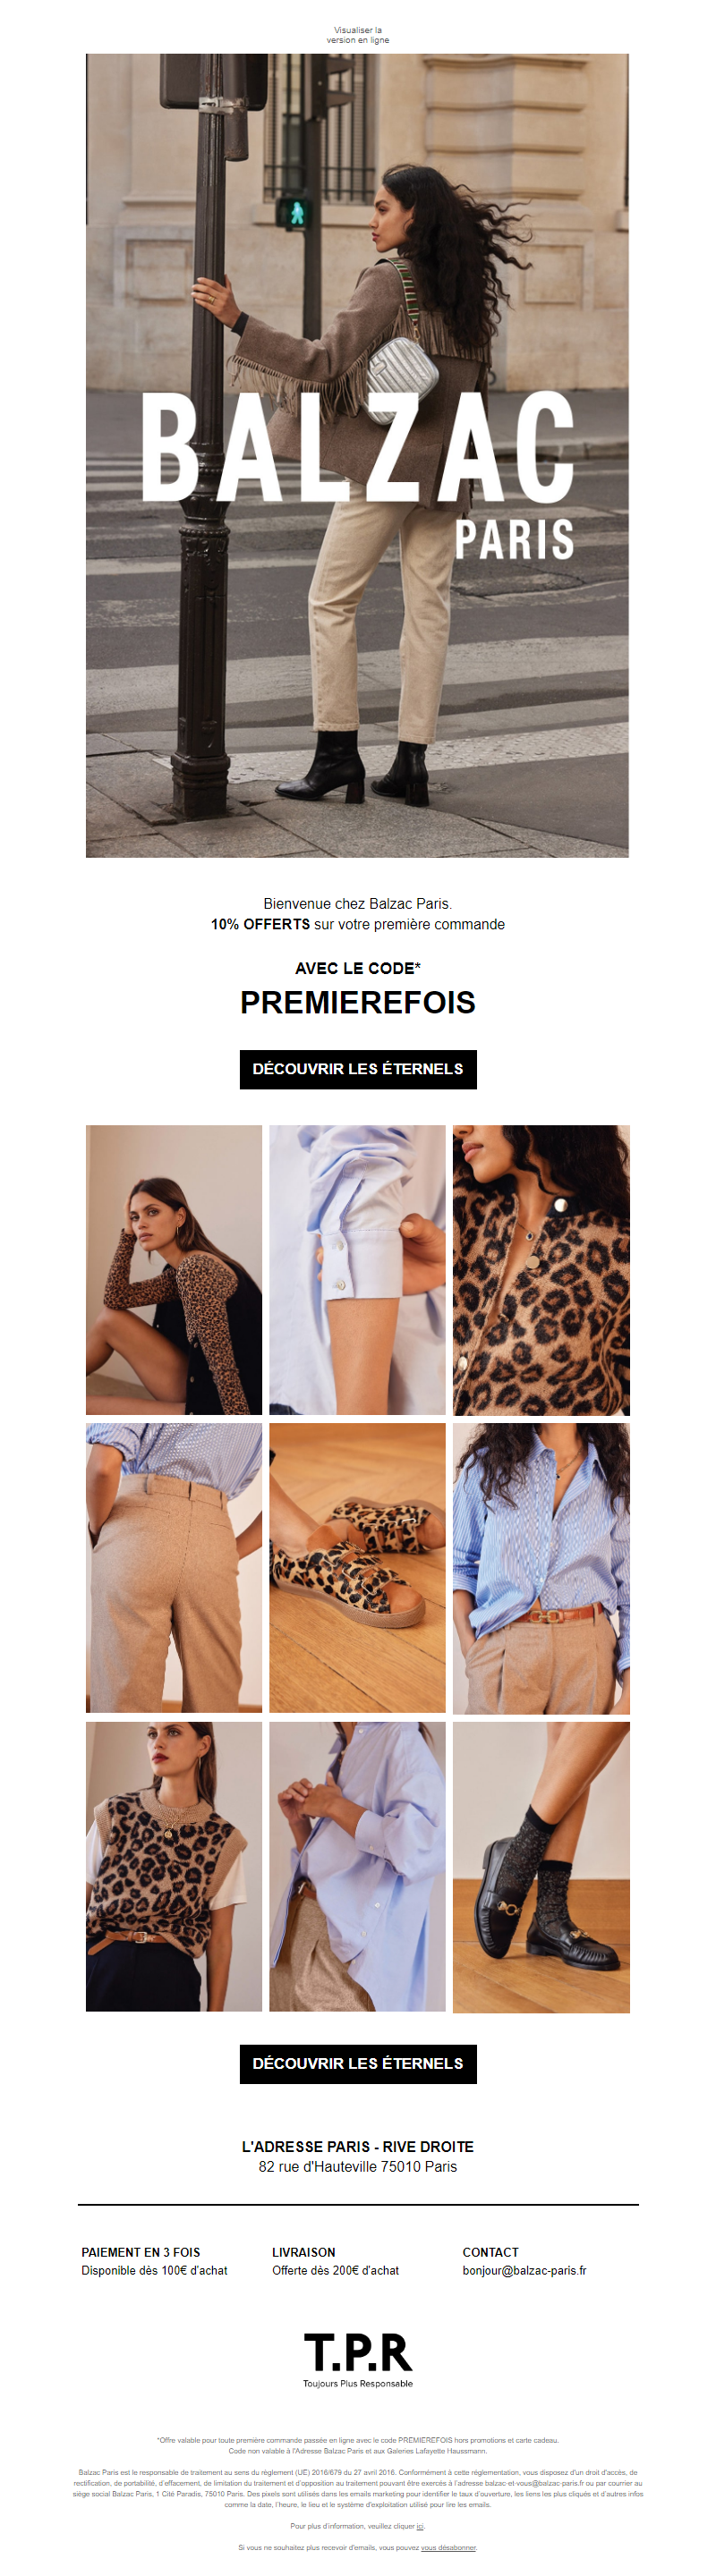 Visualiser la
version en ligne
BALZAC
PARIS
Bienvenue chez Balzac Paris.
10% OFFERTS sur votre première commande
AVEC LE CODE*
PREMIEREFOIS
DÉCOUVRIR LES ÉTERNELS
DÉCOUVRIR LES ÉTERNELS
L'ADRESSE PARIS - RIVE DROITE
82 rue d'Hauteville 75010 Paris
PAIEMENT EN 3 FOIS
Disponible dès 100€ d'achat
LIVRAISON
Offerte dès 200€ d'achat
CONTACT
bonjour@balzac-paris.fr
T.P.R
Toujours Plus Responsable
*Offre valable pour toute première commande passée en ligne avec le code PREMIEREFOIS hors promotions et carte cadeau.
Code non valable à l'Adresse Balzac Paris et aux Galeries Lafayette Haussmann.
Balzac Paris est le responsable de traitement au sens du règlement (UE) 2016/679 du 27 avril 2016. Conformément à cette réglementation, vous disposez d'un droit d'accès, de
rectification, de portabilité, d'effacement, de limitation du traitement et d'opposition au traitement pouvant être exercés à l'adresse balzac-et-vous@balzac-paris.fr ou par courrier au
siège social Balzac Paris, 1 Cité Paradis, 75010 Paris. Des pixels sont utilisés dans les emails marketing pour identifier le taux d'ouverture, les liens les plus cliqués et d'autres infos
comme la date, l'heure, le lieu et le système d'exploitation utilisé pour lire les emails.
Pour plus d'information, veuillez cliquer ici.
Si vous ne souhaitez plus recevoir d'emails, vous pouvez vous désabonner.